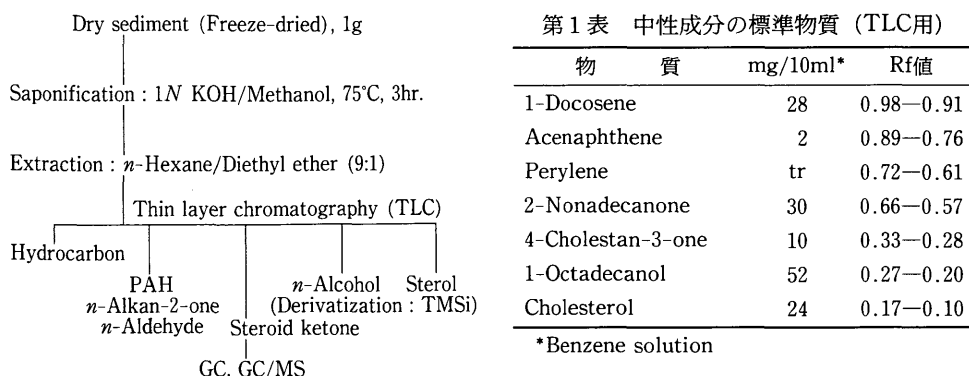 Dry sediment (Freeze-dried), 1g
Saponification : 1N KOH/Methanol, 75℃, 3hr.
Extraction : n-Hexane/Diethyl ether (9:1)
Thin layer chromatography (TLC)
Hydrocarbon
PAH
n-Alkan-2-one
n-Aldehyde
Steroid ketone
n-Alcohol Sterol
(Derivatization : TMSi)
GC, GC/MS
第1表 中性成分の標準物質 (TLC用)
物 質 mg/10ml* Rf値
1-Docosene 28 0.98—0.91
Acenaphthene 2 0.89—0.76
Perylene tr 0.72—0.61
2-Nonadecanone 30 0.66—0.57
4-Cholestan-3-one 10 0.33—0.28
1-Octadecanol 52 0.27—0.20
Cholesterol 24 0.17—0.10
*Benzene solution